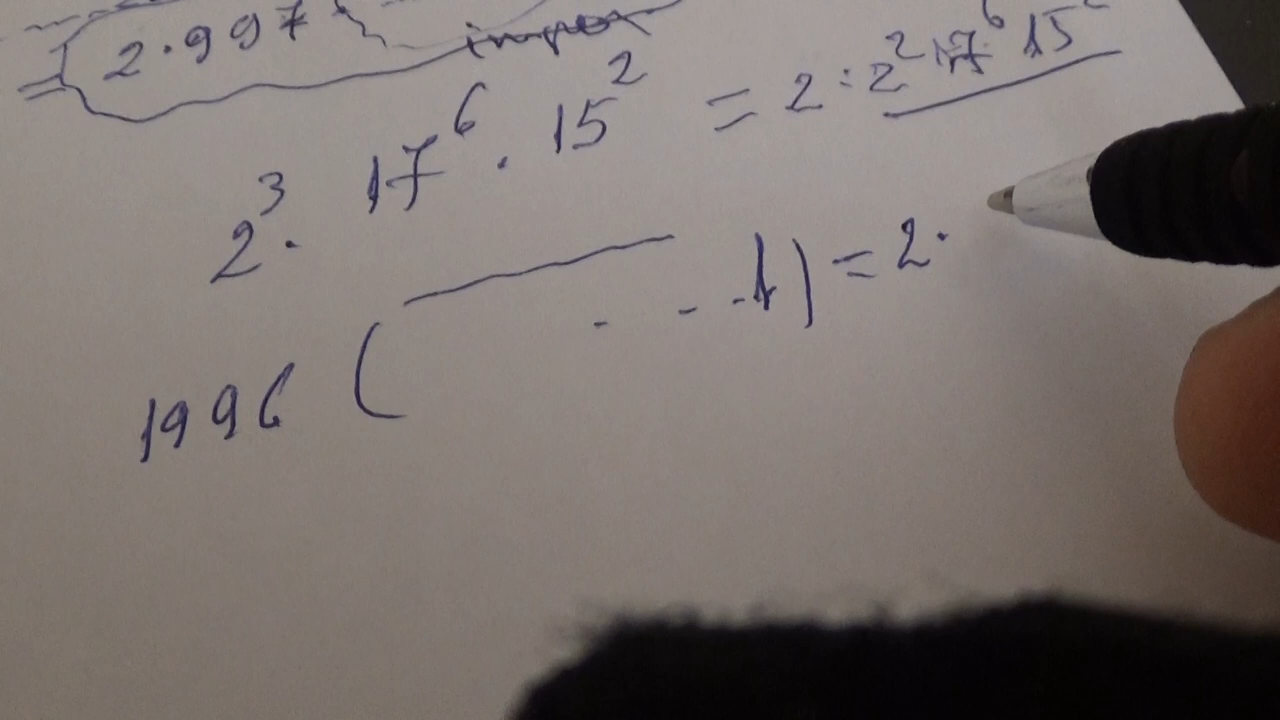 = 2·997
2³· 17⁶ · 15² = 2·2² 17⁶ 15²
1996 ( . - - 1) = 2·